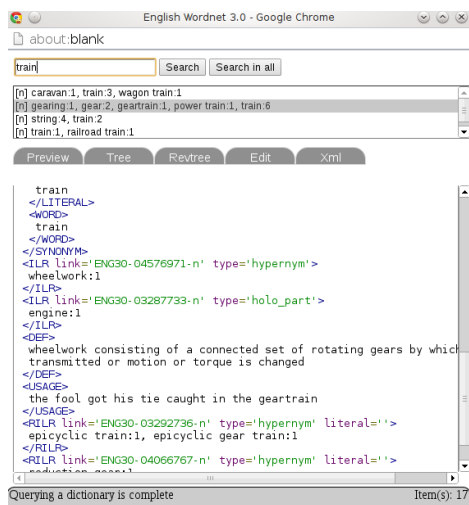 English Wordnet 3.0 - Google Chrome
about:blank
train Search Search in all
[n] caravan:1, train:3, wagon train:1
[n] gearing:1, gear:2, geartrain:1, power train:1, train:6
[n] string:4, train:2
[n] train:1, railroad train:1
Preview Tree Revtree Edit Xml
train
</LITERAL>
<WORD>
train
</WORD>
</SYNONYM>
<ILR link='ENG30-04576971-n' type='hypernym'>
wheelwork:1
</ILR>
<ILR link='ENG30-03287733-n' type='holo_part'>
engine:1
</ILR>
<DEF>
wheelwork consisting of a connected set of rotating gears by which
transmitted or motion or torque is changed
</DEF>
<USAGE>
the fool got his tie caught in the geartrain
</USAGE>
<RILR link='ENG30-03292736-n' type='hypernym' literal=''>
epicyclic train:1, epicyclic gear train:1
</RILR>
<RILR link='ENG30-04066767-n' type='hypernym' literal=''>
reduction gear:1
Querying a dictionary is complete Item(s): 17